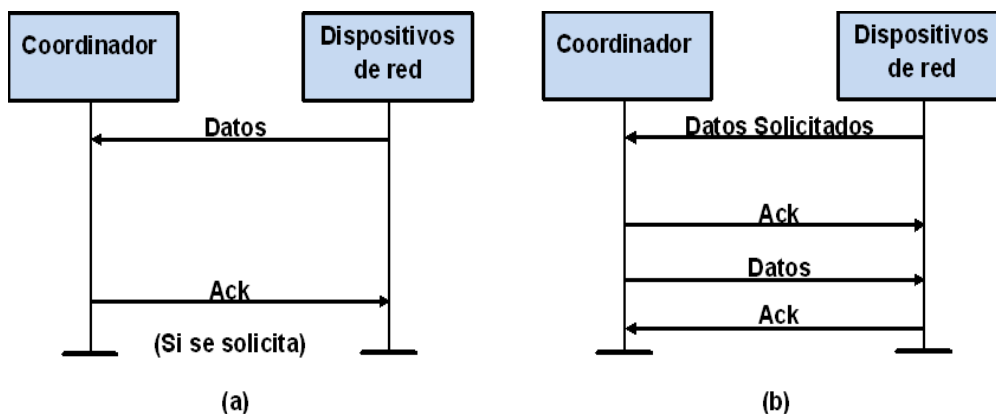 Coordinador
Dispositivos
de red
Datos
Ack
(Si se solicita)
(a)
Coordinador
Dispositivos
de red
Datos Solicitados
Ack
Datos
Ack
(b)